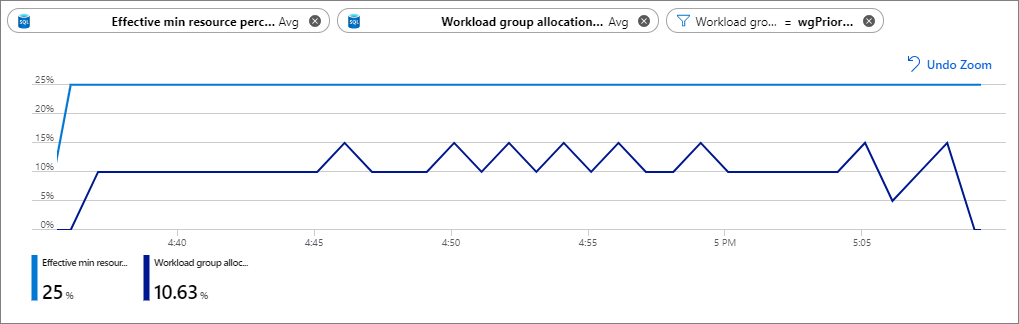 SQL Effective min resource perc... Avg SQL Workload group allocation... Avg Workload gro... = wgPrior...
Undo Zoom
25%
20%
15%
10%
5%
0%
4:40 4:45 4:50 4:55 5 PM 5:05
Effective min resour... Workload group alloc...
25 % 10.63 %